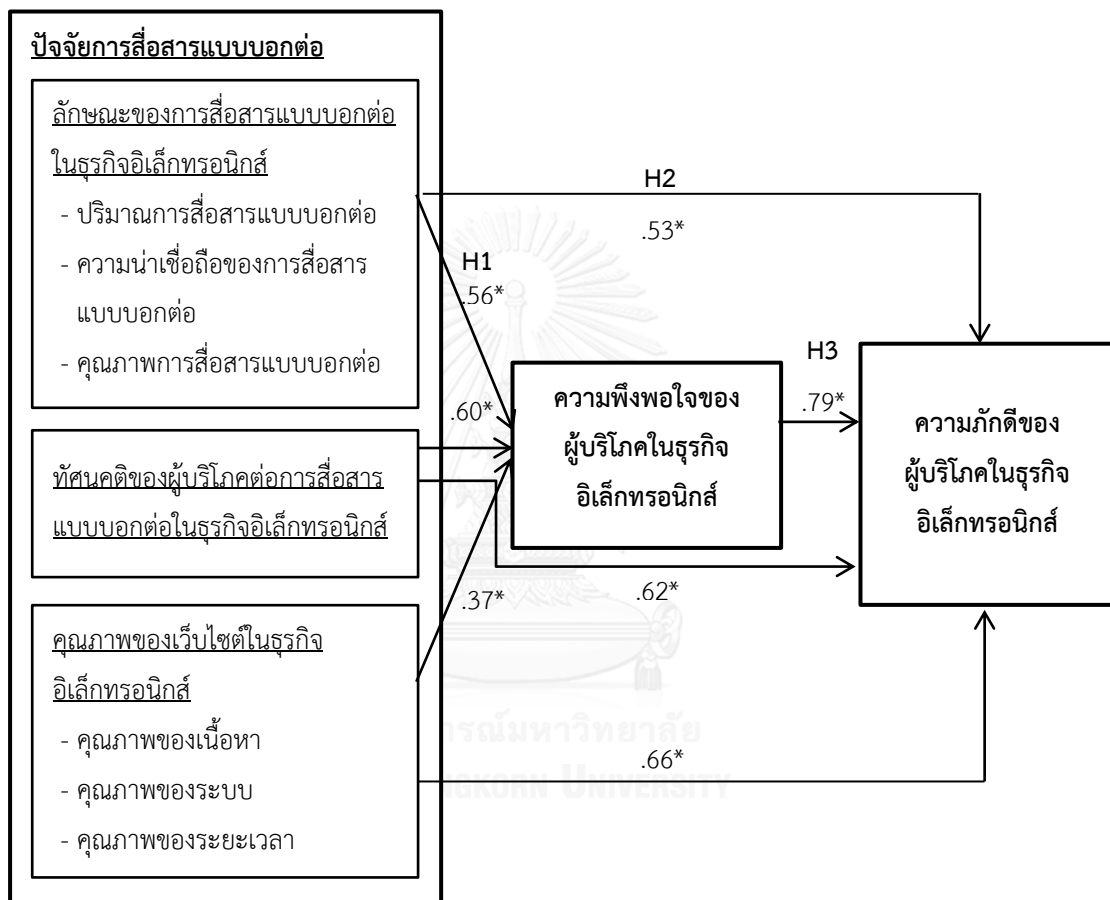 ปัจจัยการสื่อสารแบบบอกต่อ
ลักษณะของการสื่อสารแบบบอกต่อ
ในธุรกิจอิเล็กทรอนิกส์
- ปริมาณการสื่อสารแบบบอกต่อ
- ความน่าเชื่อถือของการสื่อสาร
แบบบอกต่อ
- คุณภาพการสื่อสารแบบบอกต่อ
ทัศนคติของผู้บริโภคต่อการสื่อสาร
แบบบอกต่อในธุรกิจอิเล็กทรอนิกส์
คุณภาพของเว็บไซต์ในธุรกิจ
อิเล็กทรอนิกส์
- คุณภาพของเนื้อหา
- คุณภาพของระบบ
- คุณภาพของระยะเวลา
H1
.56*
.60*
.37*
H2
.53*
ความพึงพอใจของ
ผู้บริโภคในธุรกิจ
อิเล็กทรอนิกส์
H3
.79*
.62*
.66*
ความภักดีของ
ผู้บริโภคในธุรกิจ
อิเล็กทรอนิกส์
UNIVERSITY